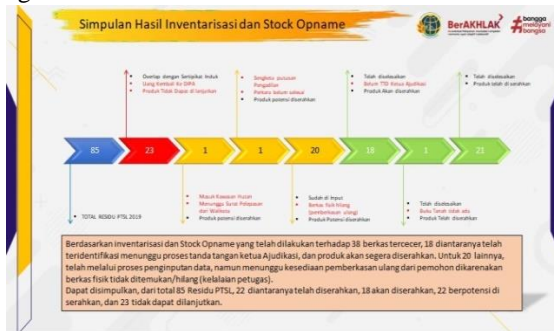 Simpulan Hasil Inventarisasi dan Stock Opname
BerAKHLAK
#bangga
melayani
bangsa
Overlap dengan Sertipikat Induk
Uang Kembali Ke DIPA
Produk Tidak Dapat di lanjutkan
Sengketa putusan
Pengadilan
Perkara belum selesai
Produk potensi diserahkan
Telah diselesaikan
Belum TTD Ketua Ajudikasi
Produk Akan diserahkan
Telah diselesaikan
Produk telah di serahkan
85
23
1
1
20
18
1
21
TOTAL RESIDU PTSL 2019
Masuk Kawasan Hutan
Menunggu Surat Pelepasan
dari Walikota
Produk potensi diserahkan
Sudah di Input
Berkas Fisik hilang
(pemberkasan ulang)
Produk Potensi diserahkan
Telah diselesaikan
Buku Tanah tidak ada
Produk Telah diserahkan
Berdasarkan inventarisasi dan Stock Opname yang telah dilakukan terhadap 38 berkas tercecer, 18 diantaranya telah
teridentifikasi menunggu proses tanda tangan ketua Ajudikasi, dan produk akan segera diserahkan. Untuk 20 lainnya,
telah melalui proses penginputan data, namun menunggu kesediaan pemberkasan ulang dari pemohon dikarenakan
berkas fisik tidak ditemukan/hilang (kelalaian petugas).
Dapat disimpulkan, dari total 85 Residu PTSL, 22 diantaranya telah diserahkan, 18 akan diserahkan, 22 berpotensi di
serahkan, dan 23 tidak dapat dilanjutkan.